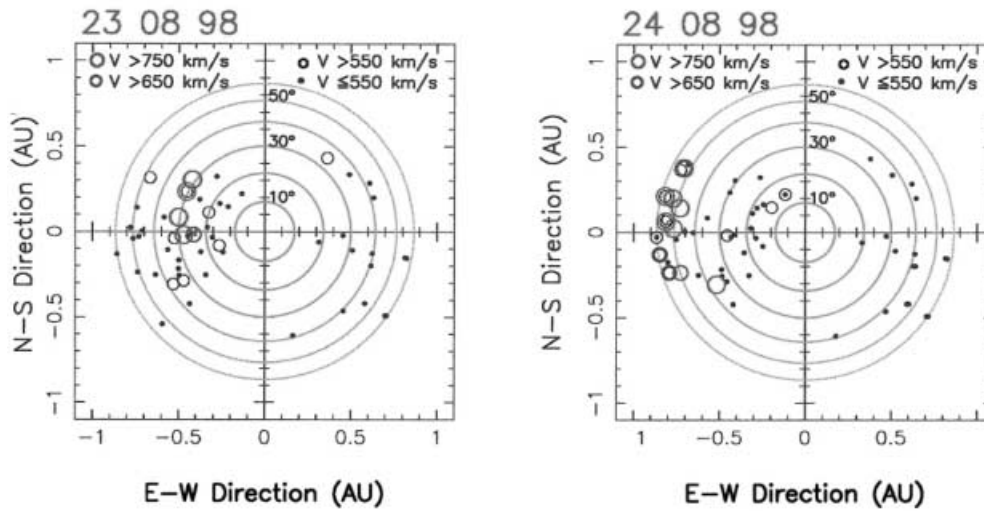 23 08 98
V >750 km/s
V >550 km/s
V >650 km/s
V ≦550 km/s
50°
30°
10°
1
0.5
0
−0.5
−1
N−S Direction (AU)
−1
−0.5
0
0.5
1
E−W Direction (AU)
24 08 98
V >750 km/s
V >550 km/s
V >650 km/s
V ≦550 km/s
50°
30°
10°
1
0.5
0
−0.5
−1
N−S Direction (AU)
1
−0.5
0
0.5
1
E−W Direction (AU)